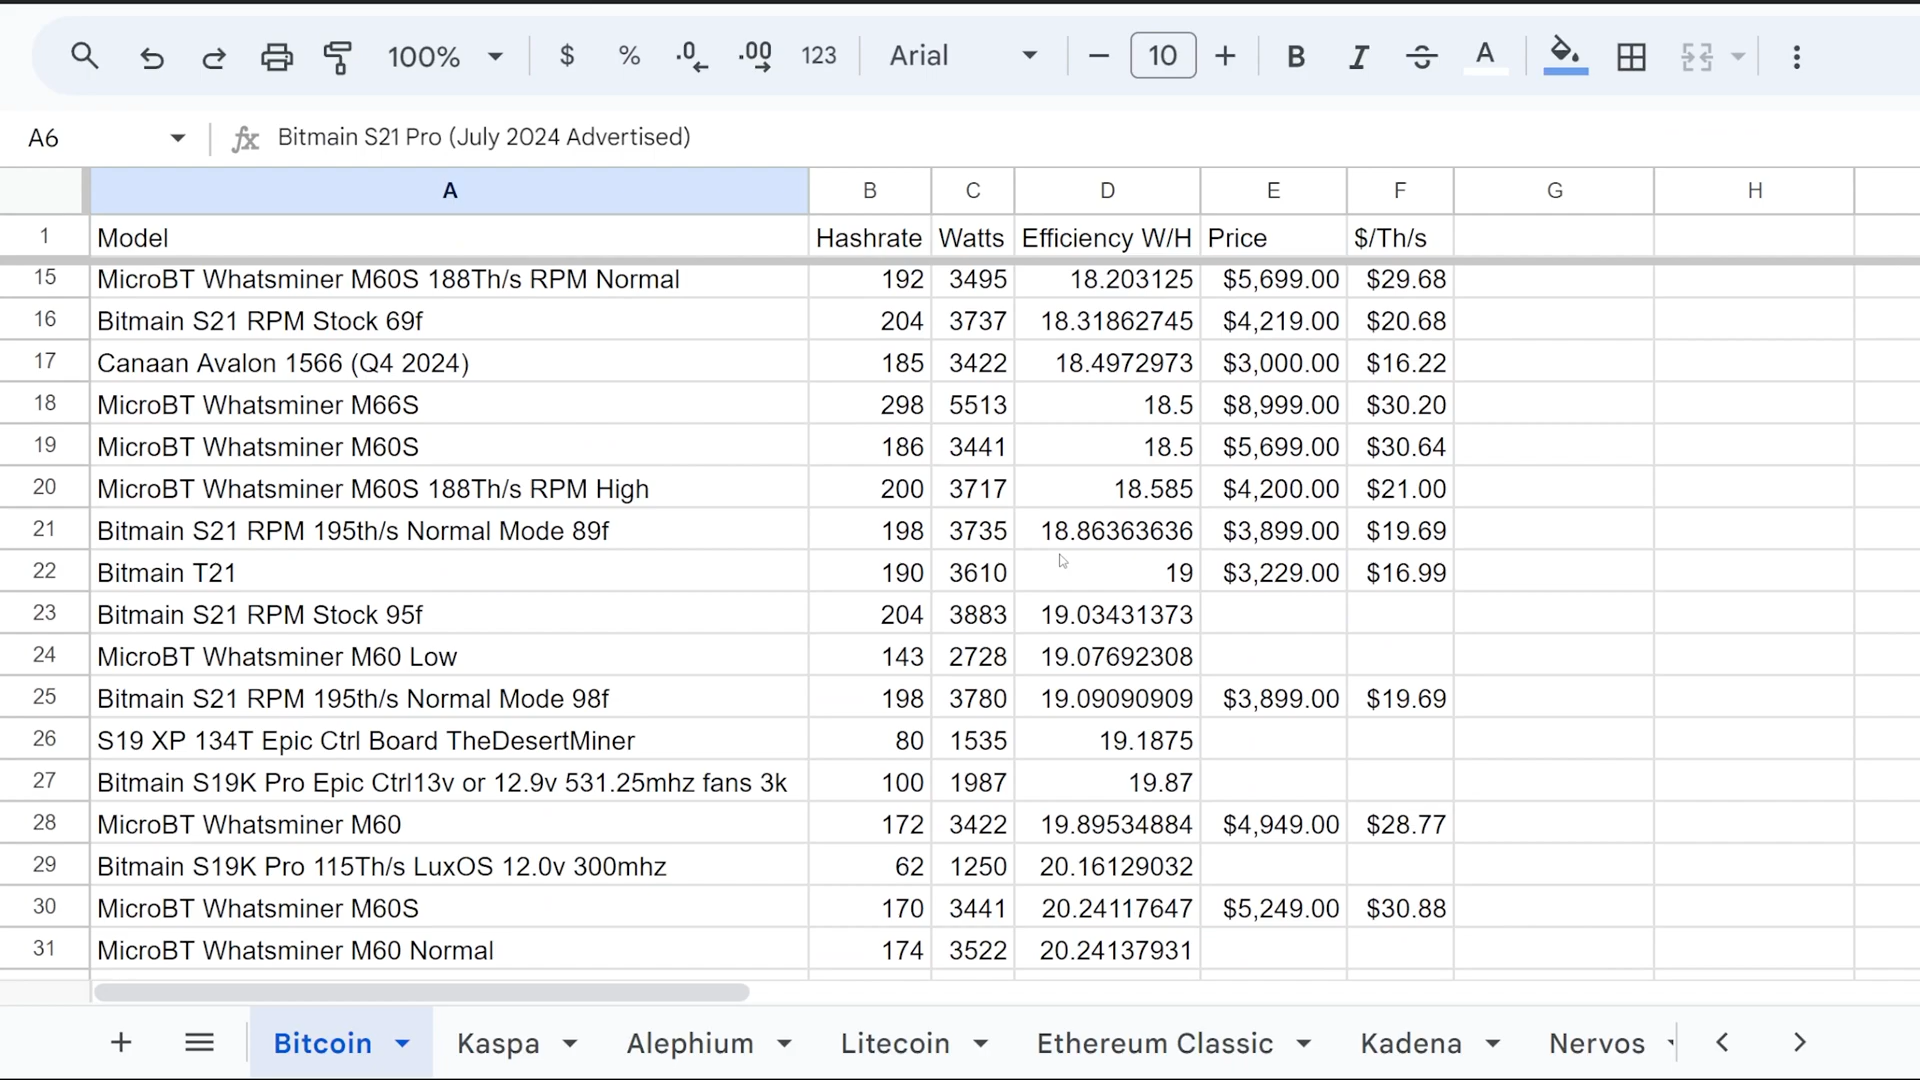 100% $ % .0 .00 123 Arial 10 B I S A
A6 fx Bitmain S21 Pro (July 2024 Advertised)
A B C D E F G H
1 Model Hashrate Watts Efficiency W/H Price $/Th/s
15 MicroBT Whatsminer M60S 188Th/s RPM Normal 192 3495 18.203125 $5,699.00 $29.68
16 Bitmain S21 RPM Stock 69f 204 3737 18.31862745 $4,219.00 $20.68
17 Canaan Avalon 1566 (Q4 2024) 185 3422 18.4972973 $3,000.00 $16.22
18 MicroBT Whatsminer M66S 298 5513 18.5 $8,999.00 $30.20
19 MicroBT Whatsminer M60S 186 3441 18.5 $5,699.00 $30.64
20 MicroBT Whatsminer M60S 188Th/s RPM High 200 3717 18.585 $4,200.00 $21.00
21 Bitmain S21 RPM 195th/s Normal Mode 89f 198 3735 18.86363636 $3,899.00 $19.69
22 Bitmain T21 190 3610 19 $3,229.00 $16.99
23 Bitmain S21 RPM Stock 95f 204 3883 19.03431373
24 MicroBT Whatsminer M60 Low 143 2728 19.07692308
25 Bitmain S21 RPM 195th/s Normal Mode 98f 198 3780 19.09090909 $3,899.00 $19.69
26 S19 XP 134T Epic Ctrl Board TheDesertMiner 80 1535 19.1875
27 Bitmain S19K Pro Epic Ctrl13v or 12.9v 531.25mhz fans 3k 100 1987 19.87
28 MicroBT Whatsminer M60 172 3422 19.89534884 $4,949.00 $28.77
29 Bitmain S19K Pro 115Th/s LuxOS 12.0v 300mhz 62 1250 20.16129032
30 MicroBT Whatsminer M60S 170 3441 20.24117647 $5,249.00 $30.88
31 MicroBT Whatsminer M60 Normal 174 3522 20.24137931
Bitcoin Kaspa Alephium Litecoin Ethereum Classic Kadena Nervos